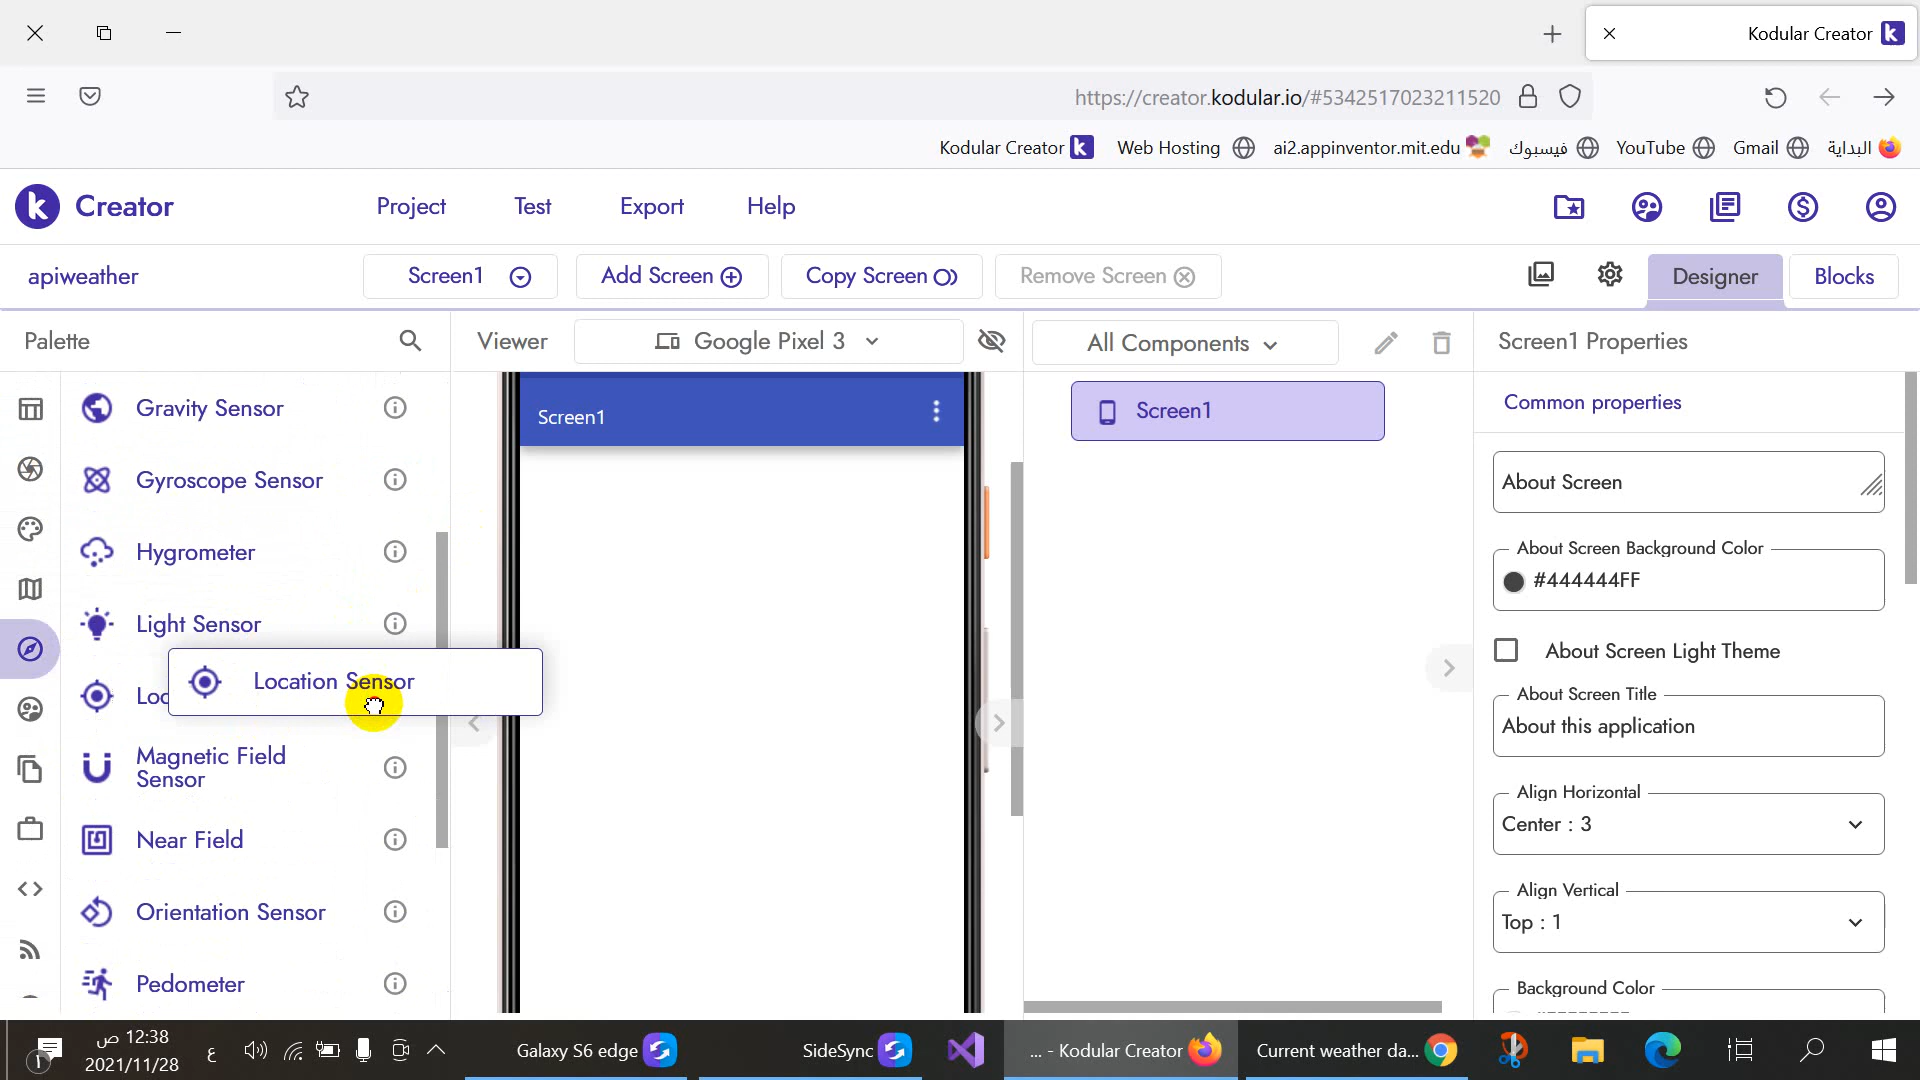 Kodular Creator
https://creator.kodular.io/#5342517023211520
Kodular Creator
Web Hosting
ai2.appinventor.mit.edu
فيسبوك
YouTube
Gmail
البداية
Creator
Project
Test
Export
Help
apiweather
Screen1
Add Screen
Copy Screen
Remove Screen
Designer
Blocks
Palette
Viewer
Google Pixel 3
All Components
Screen1 Properties
Gravity Sensor
Gyroscope Sensor
Hygrometer
Light Sensor
Loc
Location Sensor
Magnetic Field
Sensor
Near Field
Orientation Sensor
Pedometer
Screen1
Screen1
Common properties
About Screen
About Screen Background Color
#444444FF
About Screen Light Theme
About Screen Title
About this application
Align Horizontal
Center : 3
Align Vertical
Top : 1
Background Color
1
12:38 ص
2021/11/28
ع
Galaxy S6 edge
SideSync
... - Kodular Creator
Current weather da...